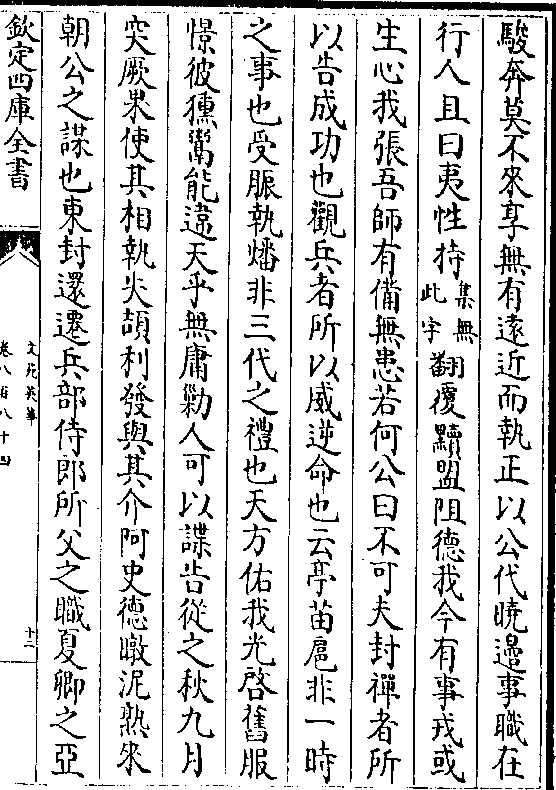 駿奔莫不來享無有遠近而執正以公代曉邉事職在
行人且曰夷性持集無此字翻覆黷盟阻德我今有事戎或
生心我張吾師有備無患若何公曰不可夫封禪者所
以告成功也觀兵者所以威逆命也云亭苗扈非一時
之事也受脤執燔非三代之禮也天方佑我光啓舊服
憬彼獯鬻能違天乎無庸勦人可以諜告從之秋九月
突厥果使其相執失頡利發與其介阿史德暾泥熟來
朝公之謀也東封還遷兵部侍郎所父之職夏卿之亞
欽定四庫全書
文苑英華
卷八百八十四
十二